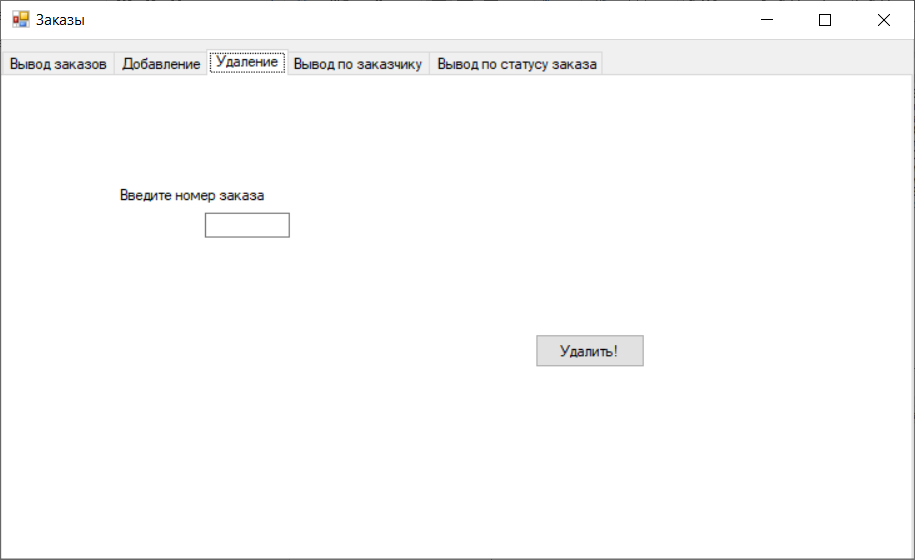 Заказы
Вывод заказов Добавление Удаление Вывод по заказчику Вывод по статусу заказа
Введите номер заказа
Удалить!